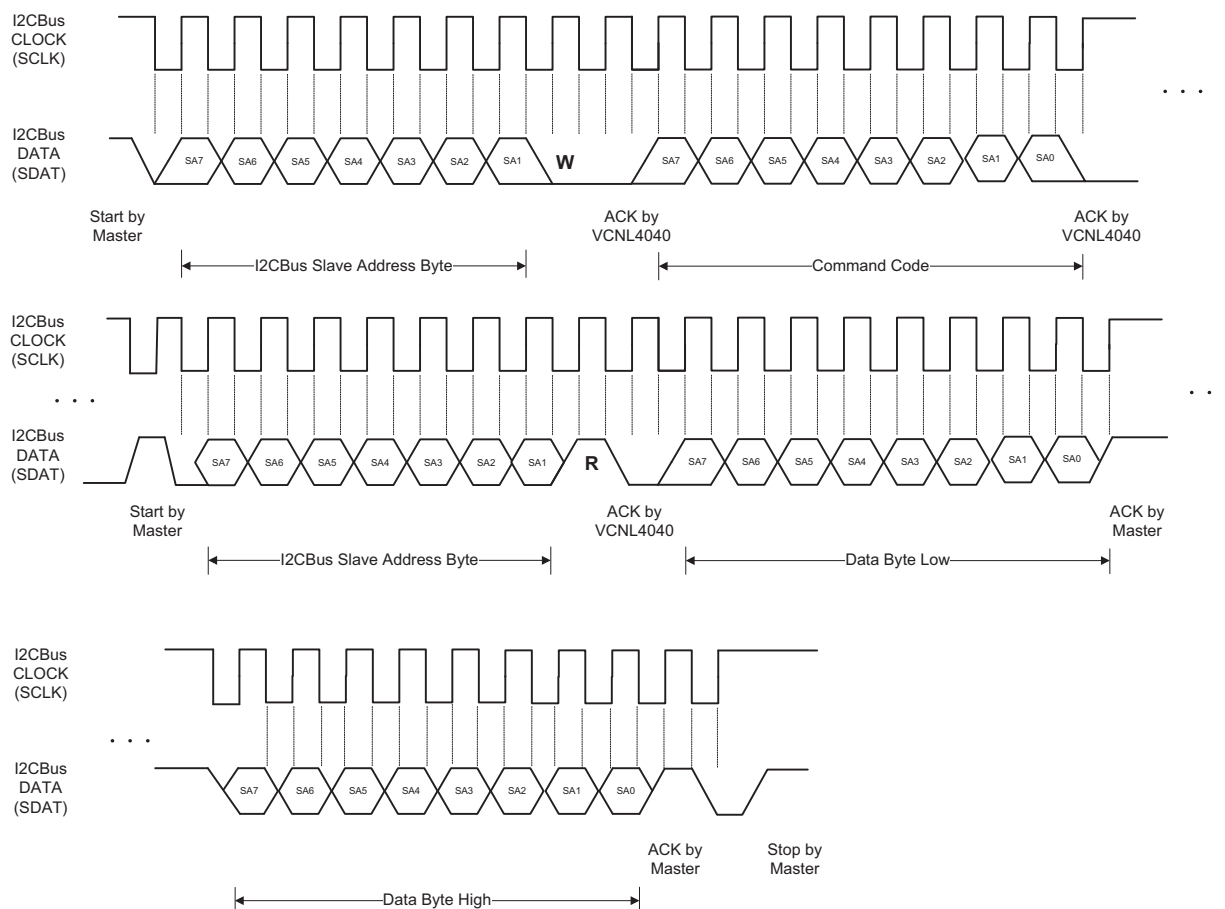 I2CBus
CLOCK
(SCLK)
. . .
I2CBus
DATA
(SDAT)
SA7 SA6 SA5 SA4 SA3 SA2 SA1 W SA7 SA6 SA5 SA4 SA3 SA2 SA1 SA0
Start by
Master
ACK by
VCNL4040
ACK by
VCNL4040
I2CBus Slave Address Byte
Command Code
I2CBus
CLOCK
(SCLK)
. . .
. . .
I2CBus
DATA
(SDAT)
SA7 SA6 SA5 SA4 SA3 SA2 SA1 R SA7 SA6 SA5 SA4 SA3 SA2 SA1 SA0
Start by
Master
ACK by
VCNL4040
ACK by
Master
I2CBus Slave Address Byte
Data Byte Low
I2CBus
CLOCK
(SCLK)
. . .
I2CBus
DATA
(SDAT)
SA7 SA6 SA5 SA4 SA3 SA2 SA1 SA0
ACK by
Master
Stop by
Master
Data Byte High